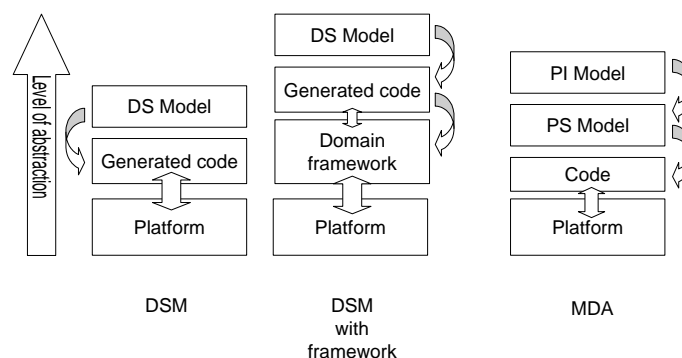 Level of abstraction
DS Model
Generated code
Platform
DSM
DS Model
Generated code
Domain
framework
Platform
DSM
with
framework
PI Model
PS Model
Code
Platform
MDA